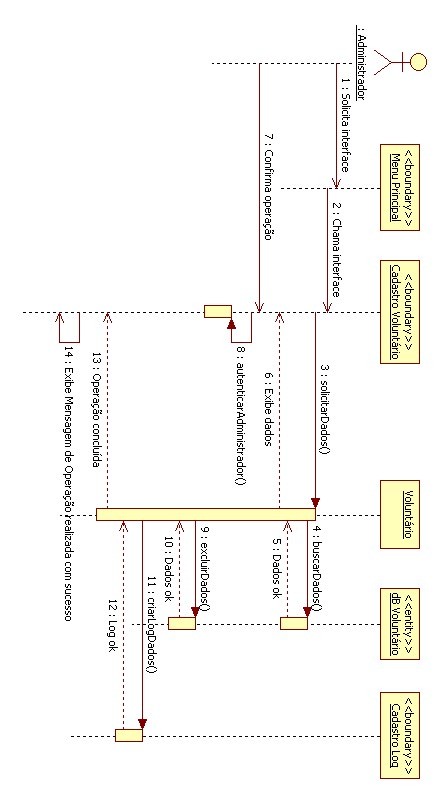 : Administrador
<<boundary>>
Menu Principal
<<boundary>>
Cadastro Voluntário
Voluntário
<<entity>>
dB Voluntário
<<boundary>>
Cadastro Log
1 : Solicita interface
2 : Chama interface
3 : solicitarDados()
4 : buscarDados()
5 : Dados ok
6 : Exibe dados
7 : Confirma operação
8 : autenticarAdministrador()
9 : excluirDados()
10 : Dados ok
11 : criarLogDados()
12 : Log ok
13 : Operação concluída
14 : Exibe Mensagem de Operação realizada com sucesso